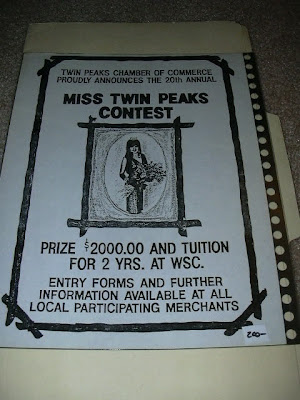 TWIN PEAKS CHAMBER OF COMMERCE
PROUDLY ANNOUNCES THE 20th ANNUAL
MISS TWIN PEAKS
CONTEST
PRIZE $2000.00 AND TUITION
FOR 2 YRS. AT WSC.
ENTRY FORMS AND FURTHER
INFORMATION AVAILABLE AT ALL
LOCAL PARTICIPATING MERCHANTS
200-